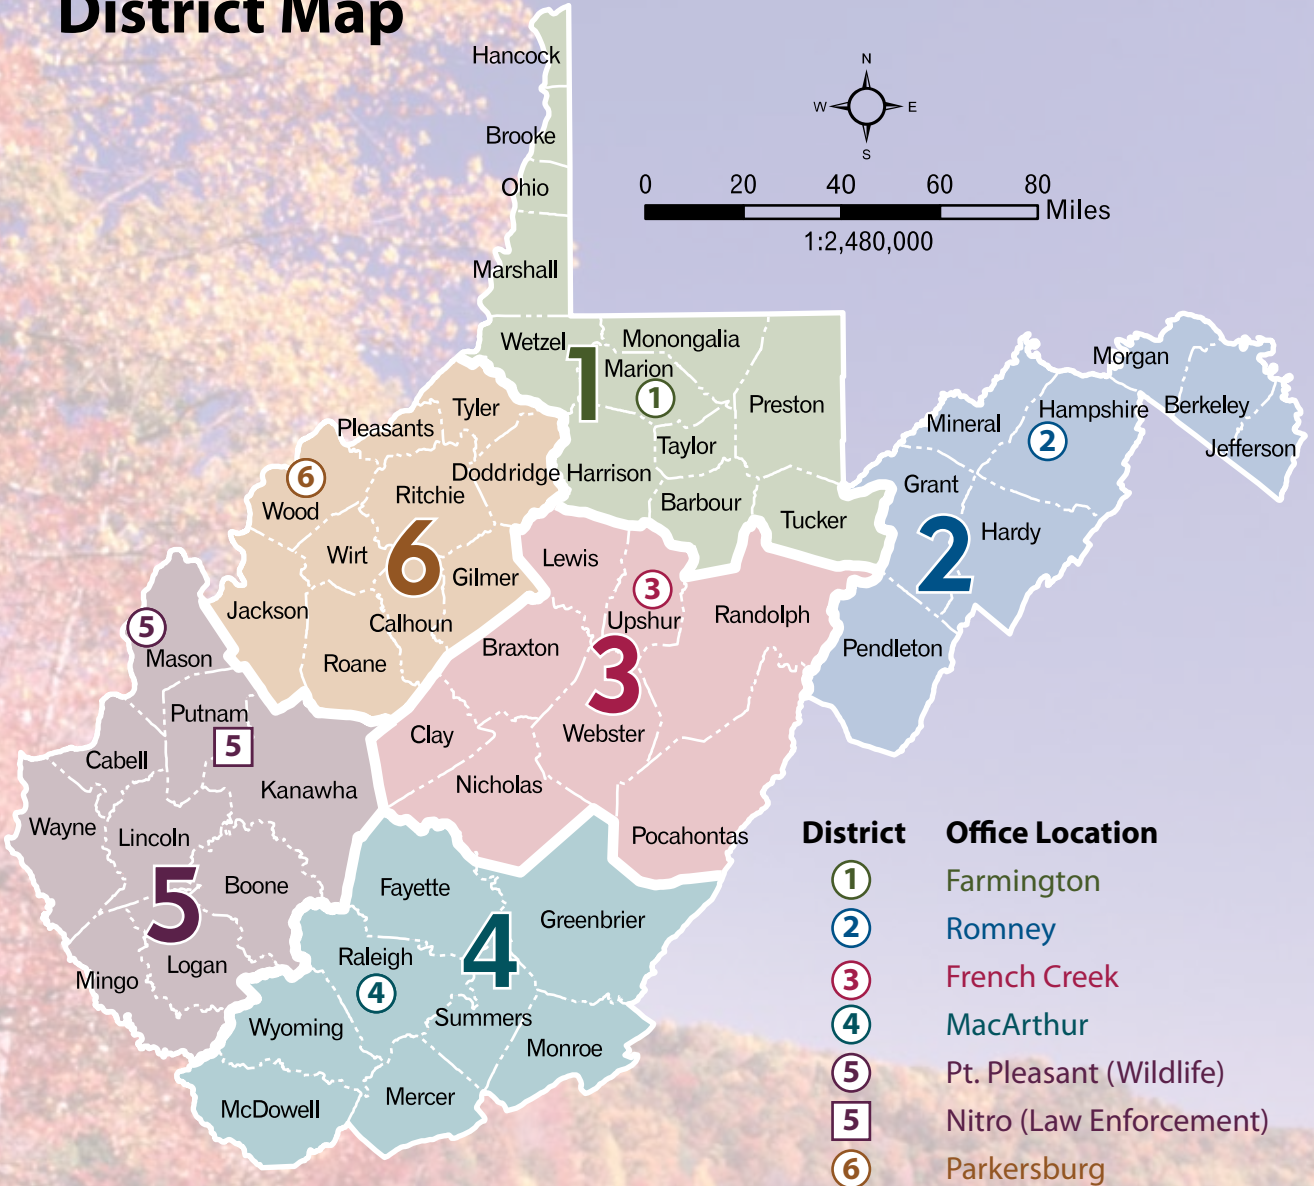 District Map
Hancock
Brooke
Ohio
Marshall
N
W E
S
0 20 40 60 80
Miles
1:2,480,000
Wetzel
Monongalia
Marion
1
1
Preston
Taylor
Harrison
Barbour
Tucker
Morgan
Berkeley
Jefferson
Hampshire
2
Mineral
Grant
Hardy
2
Pendleton
Tyler
Pleasants
Doddridge
Ritchie
6
Wood
Wirt
6
Gilmer
Jackson
Calhoun
Roane
Lewis
3
Upshur
Randolph
Braxton
3
Clay
Webster
Nicholas
Pocahontas
5
Mason
Putnam
5
Cabell
Kanawha
Wayne
Lincoln
Boone
5
Logan
Mingo
Fayette
Greenbrier
4
Raleigh
4
Summers
Wyoming
Monroe
Mercer
McDowell
District Office Location
1 Farmington
2 Romney
3 French Creek
4 MacArthur
5 Pt. Pleasant (Wildlife)
5 Nitro (Law Enforcement)
6 Parkersburg